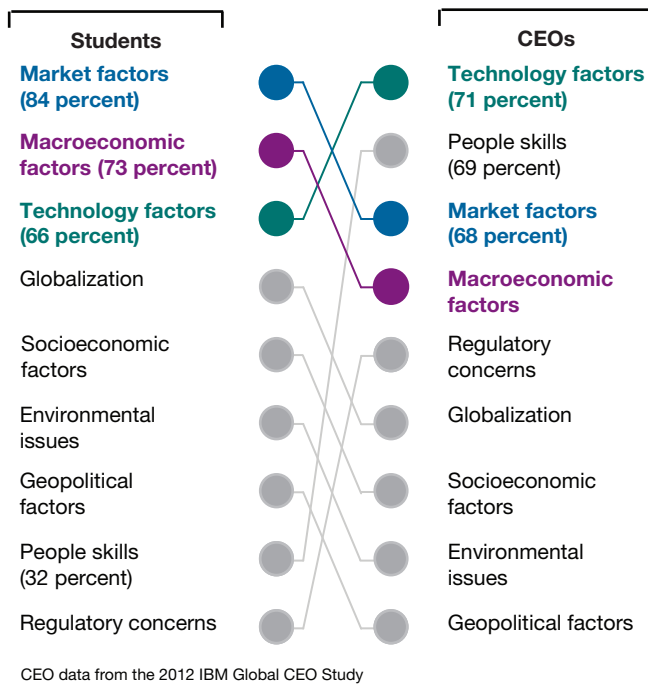 Students
Market factors
(84 percent)
Macroeconomic
factors (73 percent)
Technology factors
(66 percent)
Globalization
Socioeconomic
factors
Environmental
issues
Geopolitical
factors
People skills
(32 percent)
Regulatory concerns
CEOs
Technology factors
(71 percent)
People skills
(69 percent)
Market factors
(68 percent)
Macroeconomic
factors
Regulatory
concerns
Globalization
Socioeconomic
factors
Environmental
issues
Geopolitical factors
CEO data from the 2012 IBM Global CEO Study